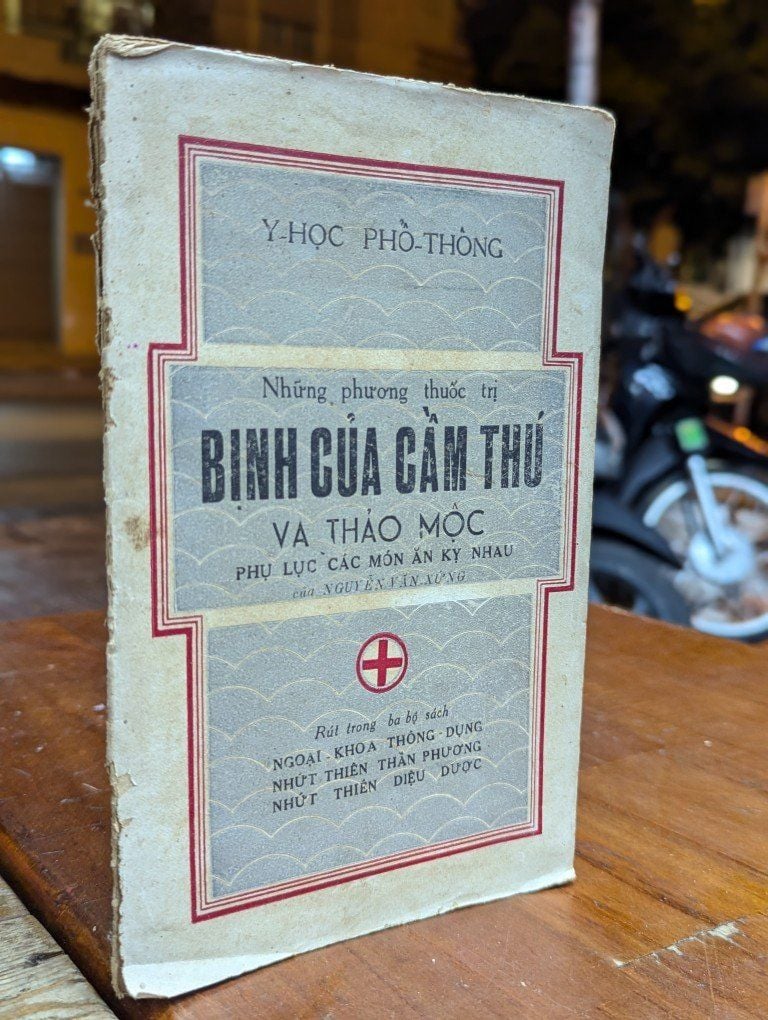 Y-HỌC PHỔ-THÔNG
Những phương thuốc trị
BỊNH CỦA CẦM THÚ
VA THẢO MỘC
PHỤ LỤC CÁC MÓN ĂN KỴ NHAU
của NGUYỄN VĂN XỨNG
Rút trong ba bộ sách
NGOẠI-KHOA THÔNG-DỤNG
NHỨT THIÊN THẦN PHƯƠNG
NHỨT THIÊN DIỆU DƯỢC